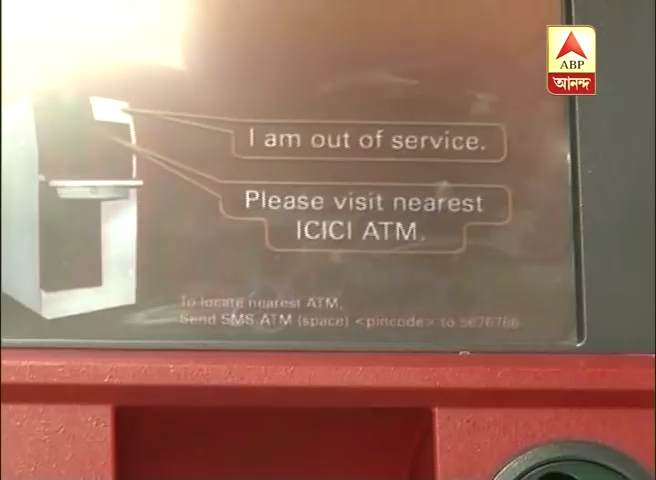 ABP
আনন্দ
I am out of service.
Please visit nearest
ICICI ATM.
To locate nearest ATM,
Send SMS ATM (space) <pincode> to 5676766